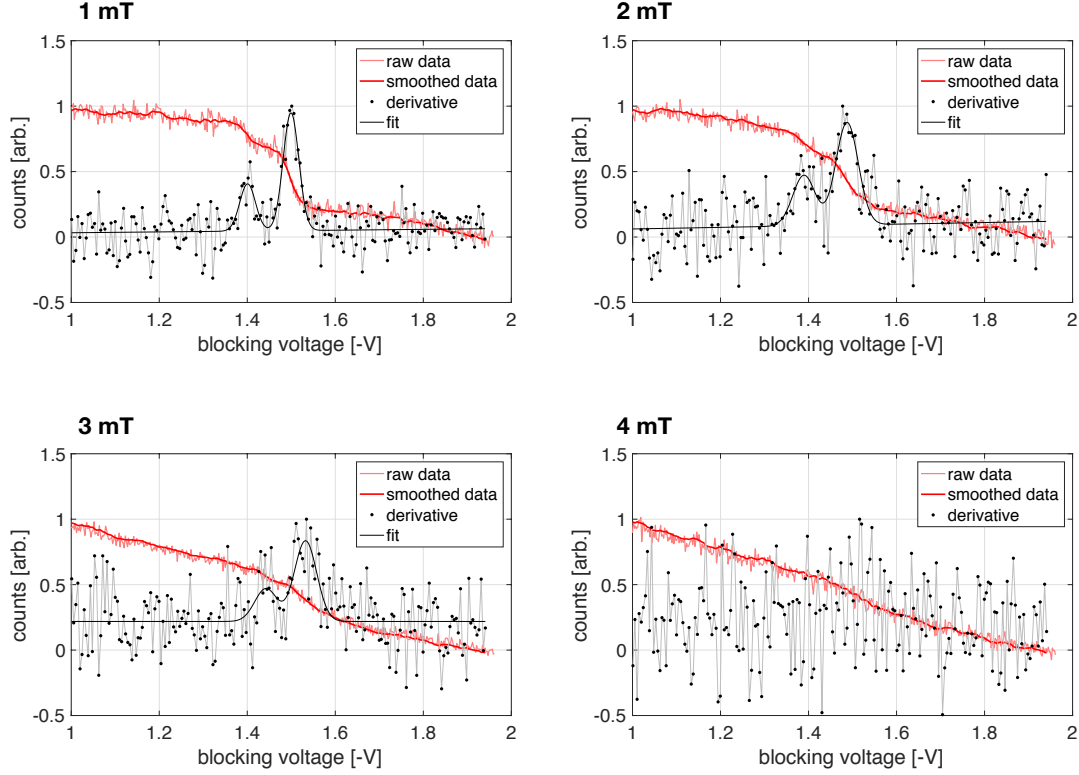 1 mT
counts [arb.]
1.5
1
0.5
0
-0.5
raw data
smoothed data
derivative
fit
1 1.2 1.4 1.6 1.8 2
blocking voltage [-V]
2 mT
counts [arb.]
1.5
1
0.5
0
-0.5
raw data
smoothed data
derivative
fit
1 1.2 1.4 1.6 1.8 2
blocking voltage [-V]
3 mT
counts [arb.]
1.5
1
0.5
0
-0.5
raw data
smoothed data
derivative
fit
1 1.2 1.4 1.6 1.8 2
blocking voltage [-V]
4 mT
counts [arb.]
1.5
1
0.5
0
-0.5
raw data
smoothed data
derivative
1 1.2 1.4 1.6 1.8 2
blocking voltage [-V]